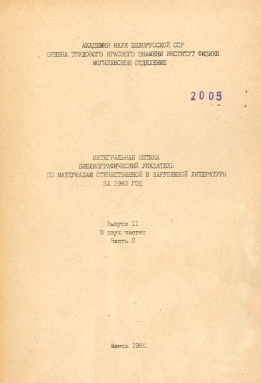 АКАДЕМИЯ НАУК БЕЛОРУССКОЙ ССР
ОРДЕНА ТРУДОВОГО КРАСНОГО ЗНАМЕНИ ИНСТИТУТ ФИЗИКИ
МОГИЛЕВСКОЕ ОТДЕЛЕНИЕ
2005
ИНТЕГРАЛЬНАЯ ОПТИКА
БИБЛИОГРАФИЧЕСКИЙ УКАЗАТЕЛЬ
ПО МАТЕРИАЛАМ ОТЕЧЕСТВЕННОЙ И ЗАРУБЕЖНОЙ ЛИТЕРАТУРЫ
ЗА 1983 ГОД
Выпуск II
В двух частях
Часть II
Минск